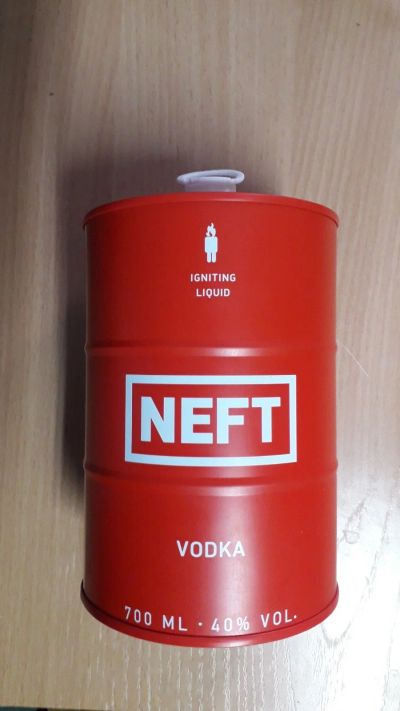 IGNITING
LIQUID
NEFT
VODKA
700 ML · 40% VOL.